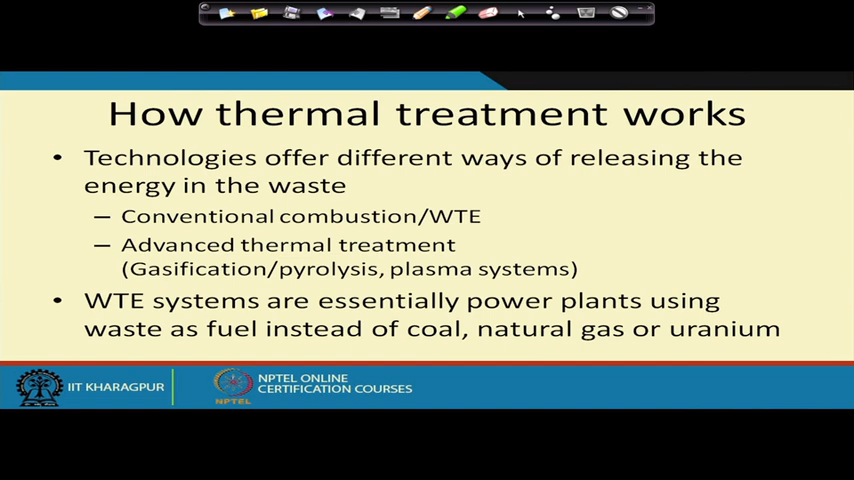 How thermal treatment works
• Technologies offer different ways of releasing the
energy in the waste
– Conventional combustion/WTE
– Advanced thermal treatment
(Gasification/pyrolysis, plasma systems)
• WTE systems are essentially power plants using
waste as fuel instead of coal, natural gas or uranium
IIT KHARAGPUR
NPTEL ONLINE
CERTIFICATION COURSES
NPTEL